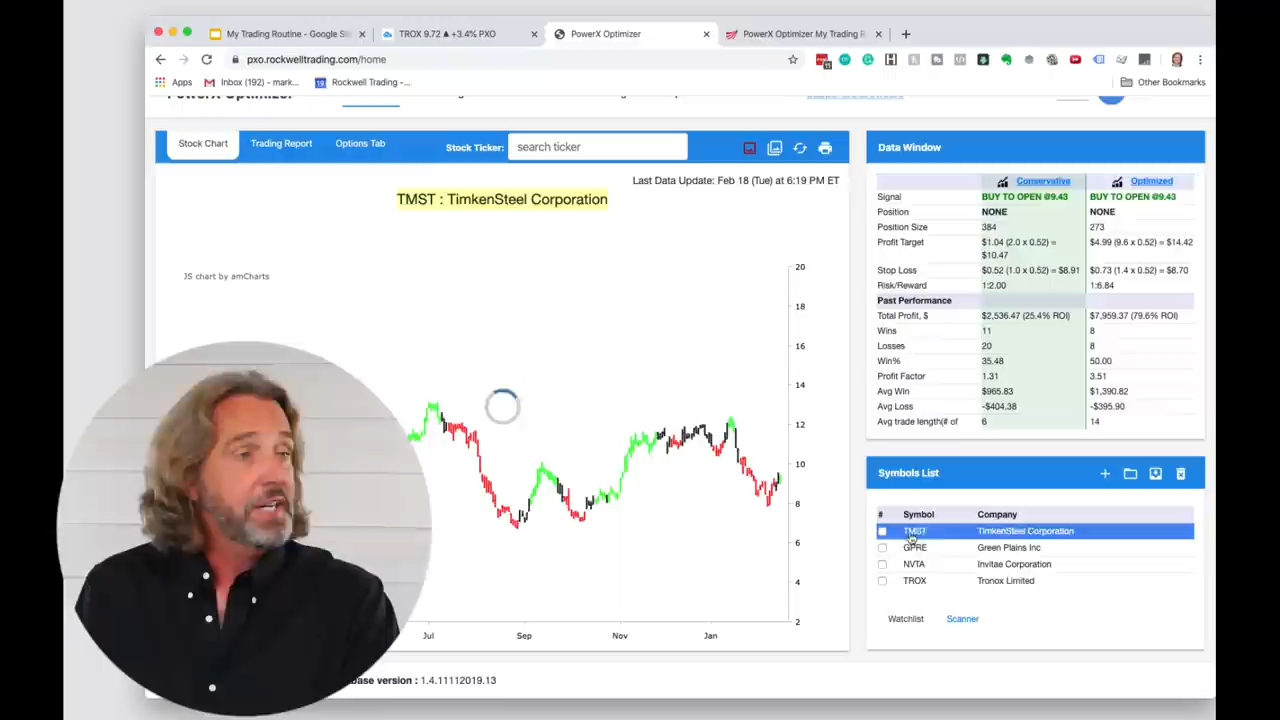 My Trading Routine - Google Sli
TROX 9.72 ▲ +3.4% PXO
PowerX Optimizer
PowerX Optimizer My Trading R
pxo.rockwelltrading.com/home
Apps
Inbox (192) - mark...
Rockwell Trading -...
Other Bookmarks
PowerX Optimizer
Stock Chart
Trading Report
Options Tab
Stock Ticker:
search ticker
Last Data Update: Feb 18 (Tue) at 6:19 PM ET
TMST : TimkenSteel Corporation
JS chart by amCharts
20
18
16
14
12
10
8
6
4
2
Jul
Sep
Nov
Jan
base version : 1.4.11112019.13
Data Window
Conservative Optimized
Signal BUY TO OPEN @9.43 BUY TO OPEN @9.43
Position NONE NONE
Position Size 384 273
Profit Target $1.04 (2.0 x 0.52) = $4.99 (9.6 x 0.52) = $14.42
$10.47
Stop Loss $0.52 (1.0 x 0.52) = $8.91 $0.73 (1.4 x 0.52) = $8.70
Risk/Reward 1:2.00 1:6.84
Past Performance
Total Profit, $ $2,536.47 (25.4% ROI) $7,959.37 (79.6% ROI)
Wins 11 8
Losses 20 8
Win% 35.48 50.00
Profit Factor 1.31 3.51
Avg Win $965.83 $1,390.82
Avg Loss -$404.38 -$395.90
Avg trade length(# of 6 14
Symbols List
# Symbol Company
TMST TimkenSteel Corporation
GPRE Green Plains Inc
NVTA Invitae Corporation
TROX Tronox Limited
Watchlist Scanner